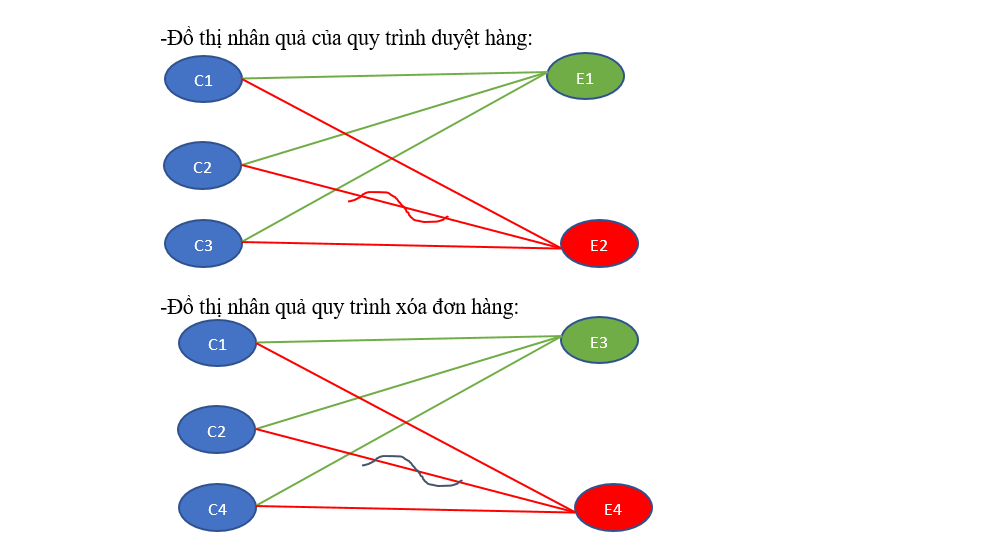 -Đồ thị nhân quả của quy trình duyệt hàng:
C1
E1
C2
C3
E2
-Đồ thị nhân quả quy trình xóa đơn hàng:
C1
E3
C2
C4
E4